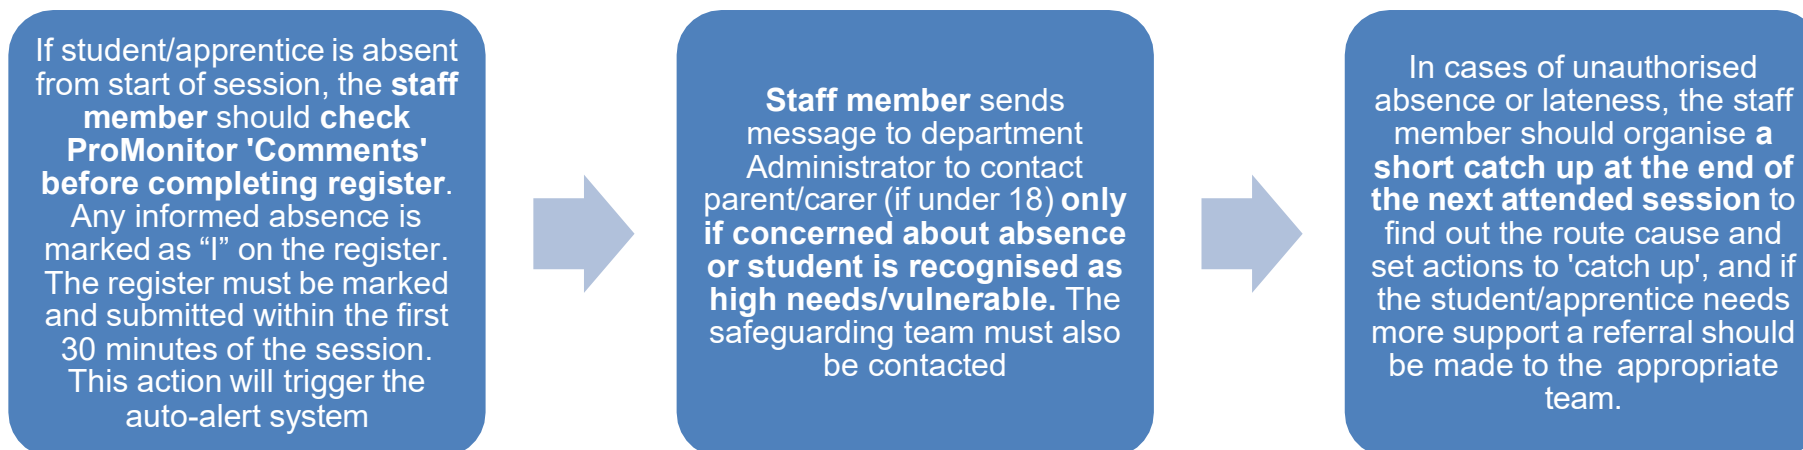 If student/apprentice is absent
from start of session, the staff
member should check
ProMonitor 'Comments'
before completing register.
Any informed absence is
marked as “I” on the register.
The register must be marked
and submitted within the first
30 minutes of the session.
This action will trigger the
auto-alert system
Staff member sends
message to department
Administrator to contact
parent/carer (if under 18) only
if concerned about absence
or student is recognised as
high needs/vulnerable. The
safeguarding team must also
be contacted
In cases of unauthorised
absence or lateness, the staff
member should organise a
short catch up at the end of
the next attended session to
find out the route cause and
set actions to 'catch up', and if
the student/apprentice needs
more support a referral should
be made to the appropriate
team.